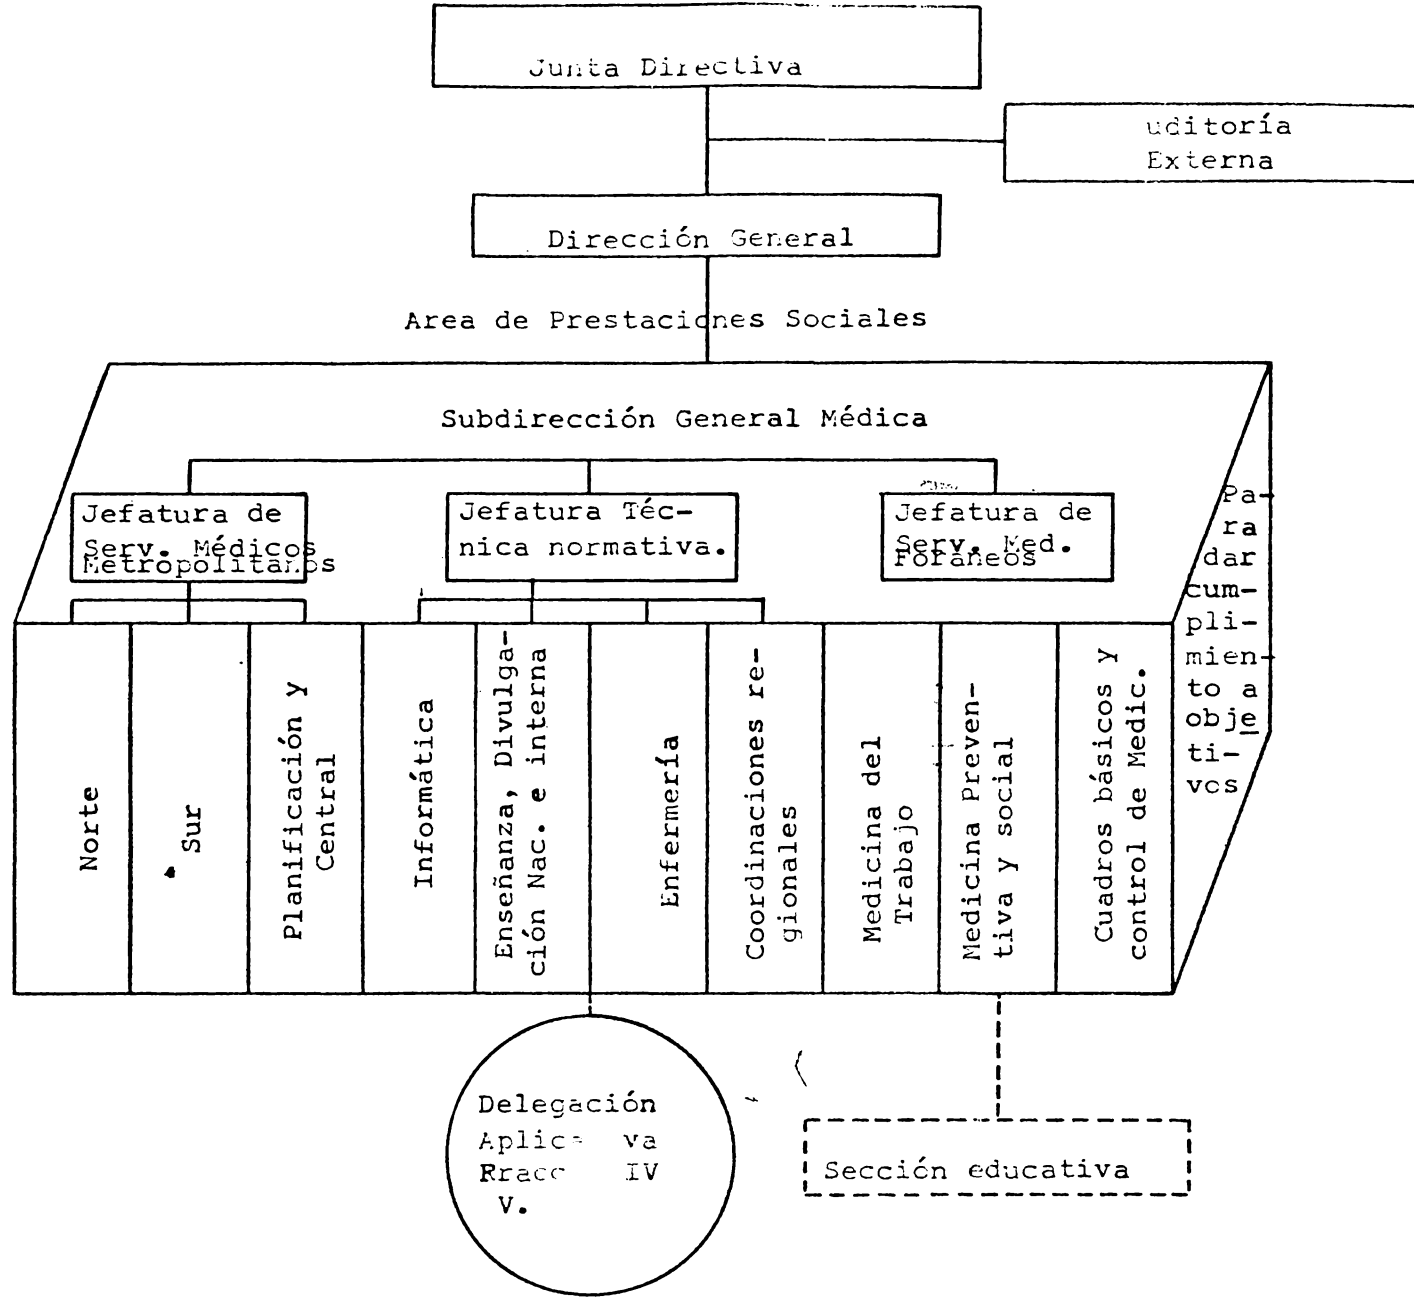 Junta Directiva
uditoría
Externa
Dirección General
Area de Prestaciones Sociales
Subdirección General Médica
Jefatura de
Serv. Médicos
Metropolitanos
Jefatura Téc-
nica normativa.
Jefatura de
Serv. Med.
Foráneos
Pa-
ra
dar
cum-
pli-
mien-
to a
obje
ti-
vos
Norte
Sur
Planificación y
Central
Informática
Enseñanza, Divulga-
ción Nac. e interna
Enfermería
Coordinaciones re-
gionales
Medicina del
Trabajo
Medicina Preven-
tiva y social
Cuadros básicos y
control de Medic.
Delegación
IV
V.
Sección educativa